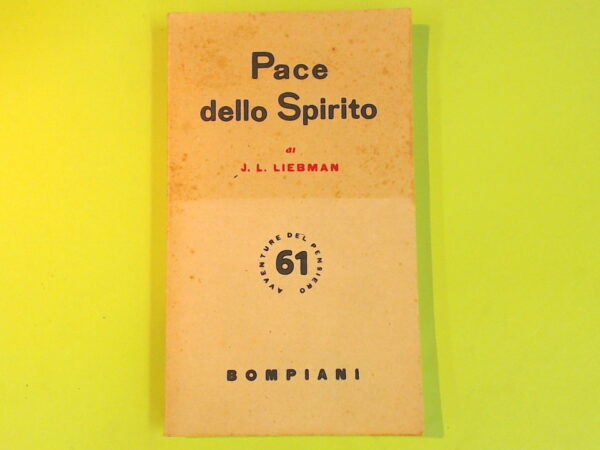 Pace
dello Spirito
di
J. L. LIEBMAN
AVVENTURE DEL PENSIERO
61
BOMPIANI